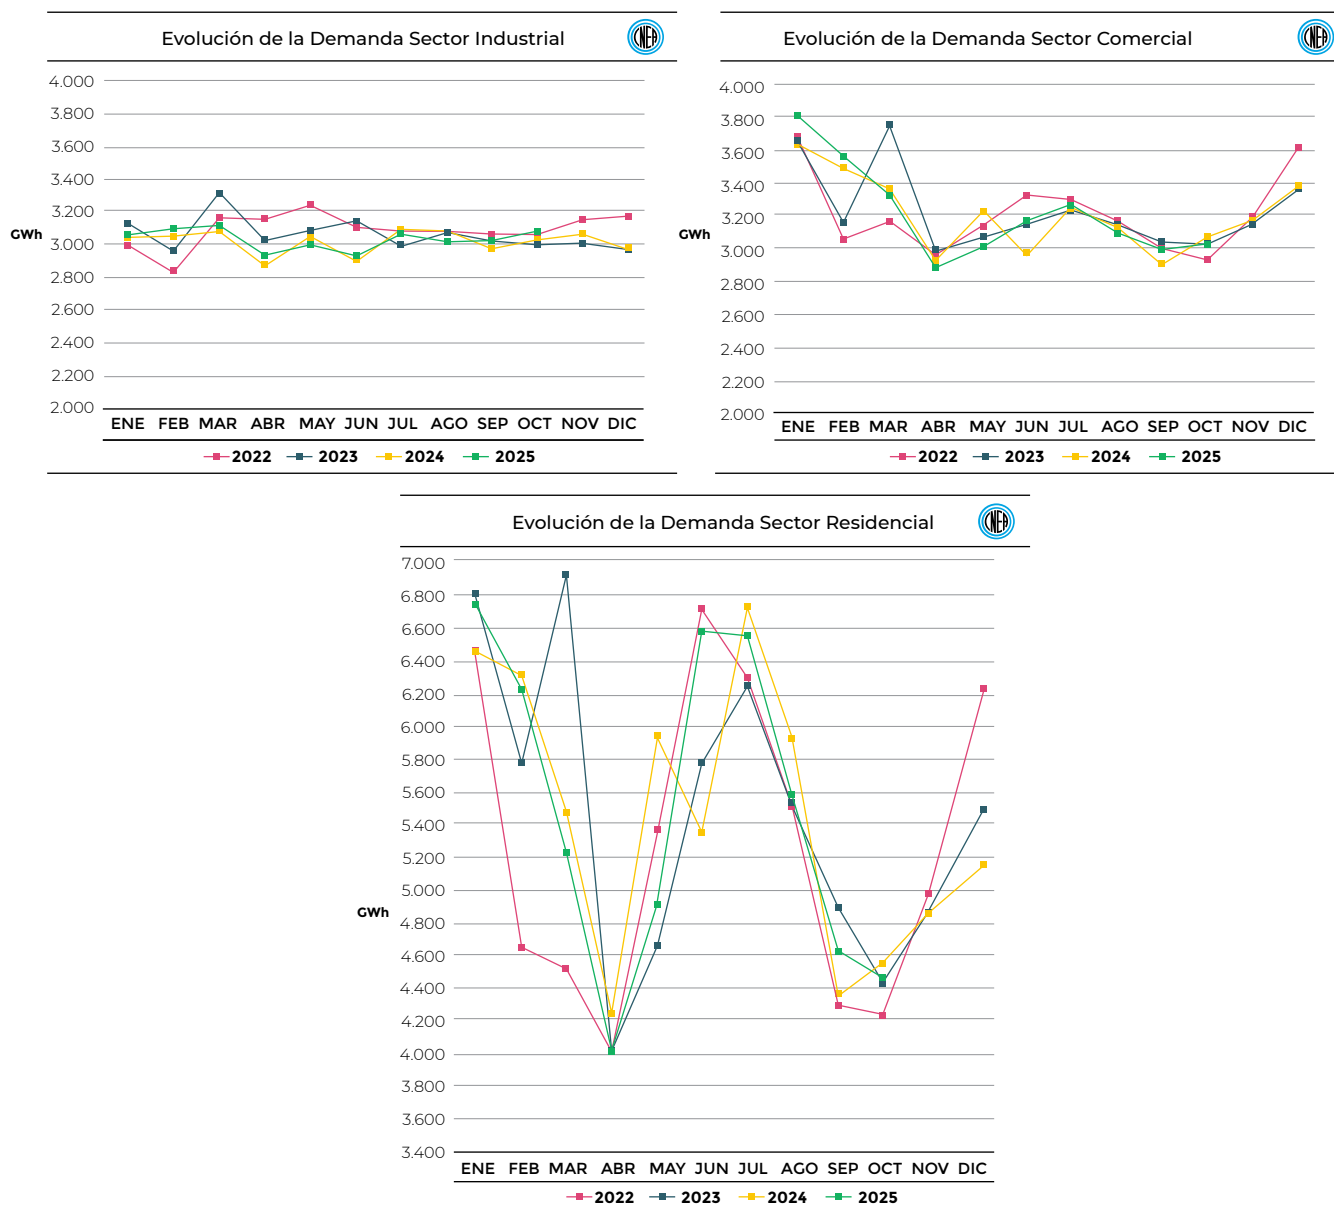 Evolución de la Demanda Sector Industrial
CNEA
4.000
3.800
3.600
3.400
3.200
3.000
2.800
2.600
2.400
2.200
2.000
GWh
ENE FEB MAR ABR MAY JUN JUL AGO SEP OCT NOV DIC
2022 2023 2024 2025
Evolución de la Demanda Sector Comercial
CNEA
4.000
3.800
3.600
3.400
3.200
3.000
2.800
2.600
2.400
2.200
2.000
GWh
ENE FEB MAR ABR MAY JUN JUL AGO SEP OCT NOV DIC
2022 2023 2024 2025
Evolución de la Demanda Sector Residencial
CNEA
7.000
6.800
6.600
6.400
6.200
6.000
5.800
5.600
5.400
5.200
5.000
4.800
4.600
4.400
4.200
4.000
3.800
3.600
3.400
GWh
ENE FEB MAR ABR MAY JUN JUL AGO SEP OCT NOV DIC
2022 2023 2024 2025